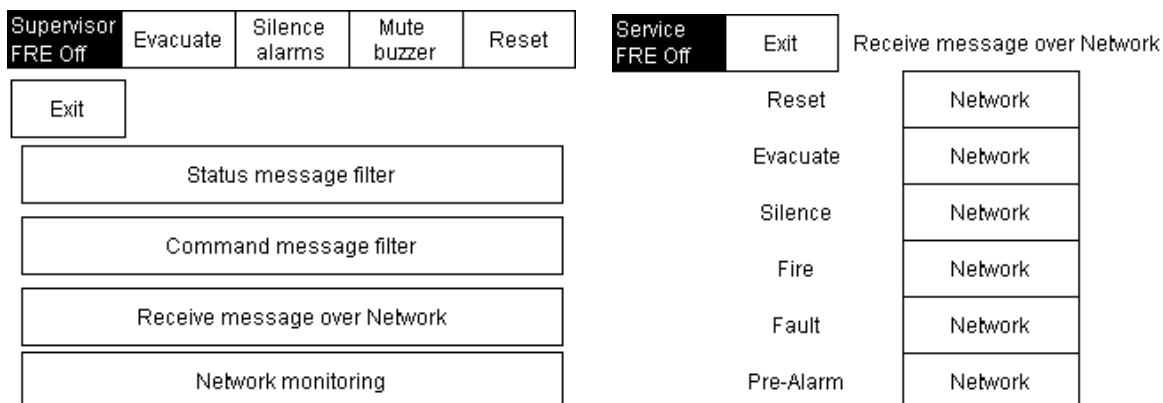 Supervisor
FRE Off
Evacuate
Silence
alarms
Mute
buzzer
Reset
Exit
Status message filter
Command message filter
Receive message over Network
Network monitoring
Service
FRE Off
Exit
Receive message over Network
Reset Network
Evacuate Network
Silence Network
Fire Network
Fault Network
Pre-Alarm Network